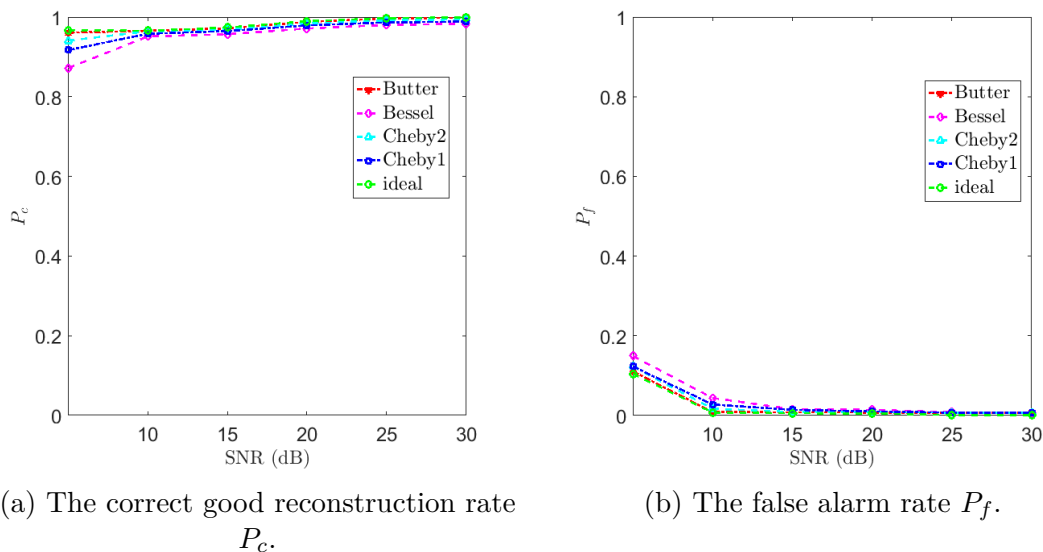 1
0.8
0.6
0.4
0.2
0
P_c
10 15 20 25 30
SNR (dB)
Butter
Bessel
Cheby2
Cheby1
ideal
(a) The correct good reconstruction rate
P_c.
1
0.8
0.6
0.4
0.2
0
P_f
10 15 20 25 30
SNR (dB)
Butter
Bessel
Cheby2
Cheby1
ideal
(b) The false alarm rate P_f.